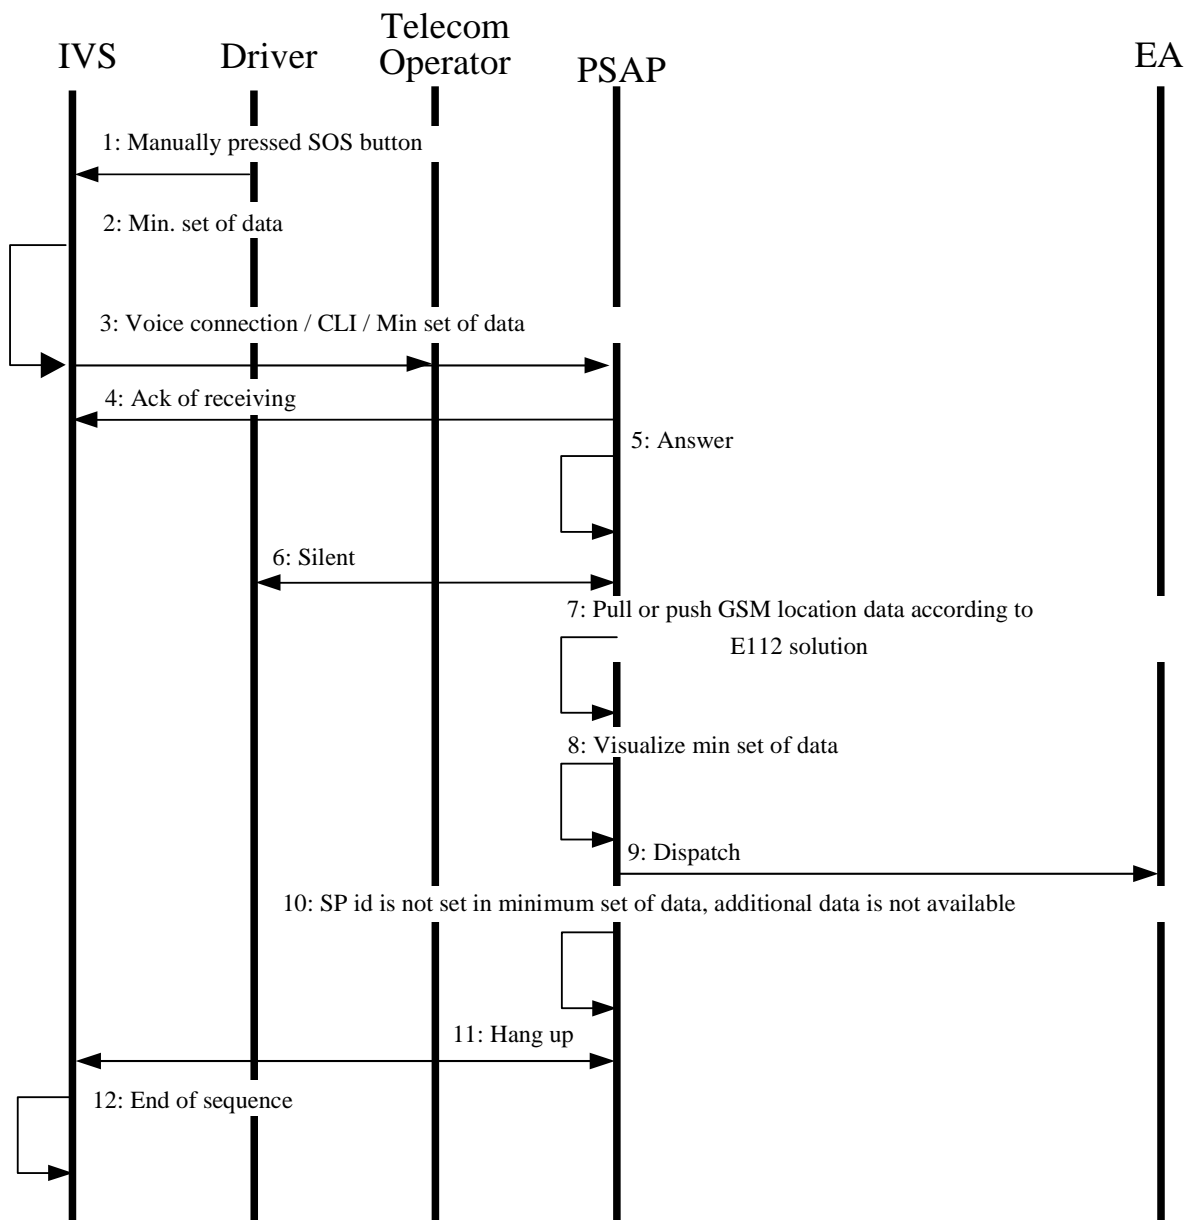 IVS
Driver
Telecom
Operator
PSAP
EA
1: Manually pressed SOS button
2: Min. set of data
3: Voice connection / CLI / Min set of data
4: Ack of receiving
5: Answer
6: Silent
7: Pull or push GSM location data according to
E112 solution
8: Visualize min set of data
9: Dispatch
10: SP id is not set in minimum set of data, additional data is not available
11: Hang up
12: End of sequence